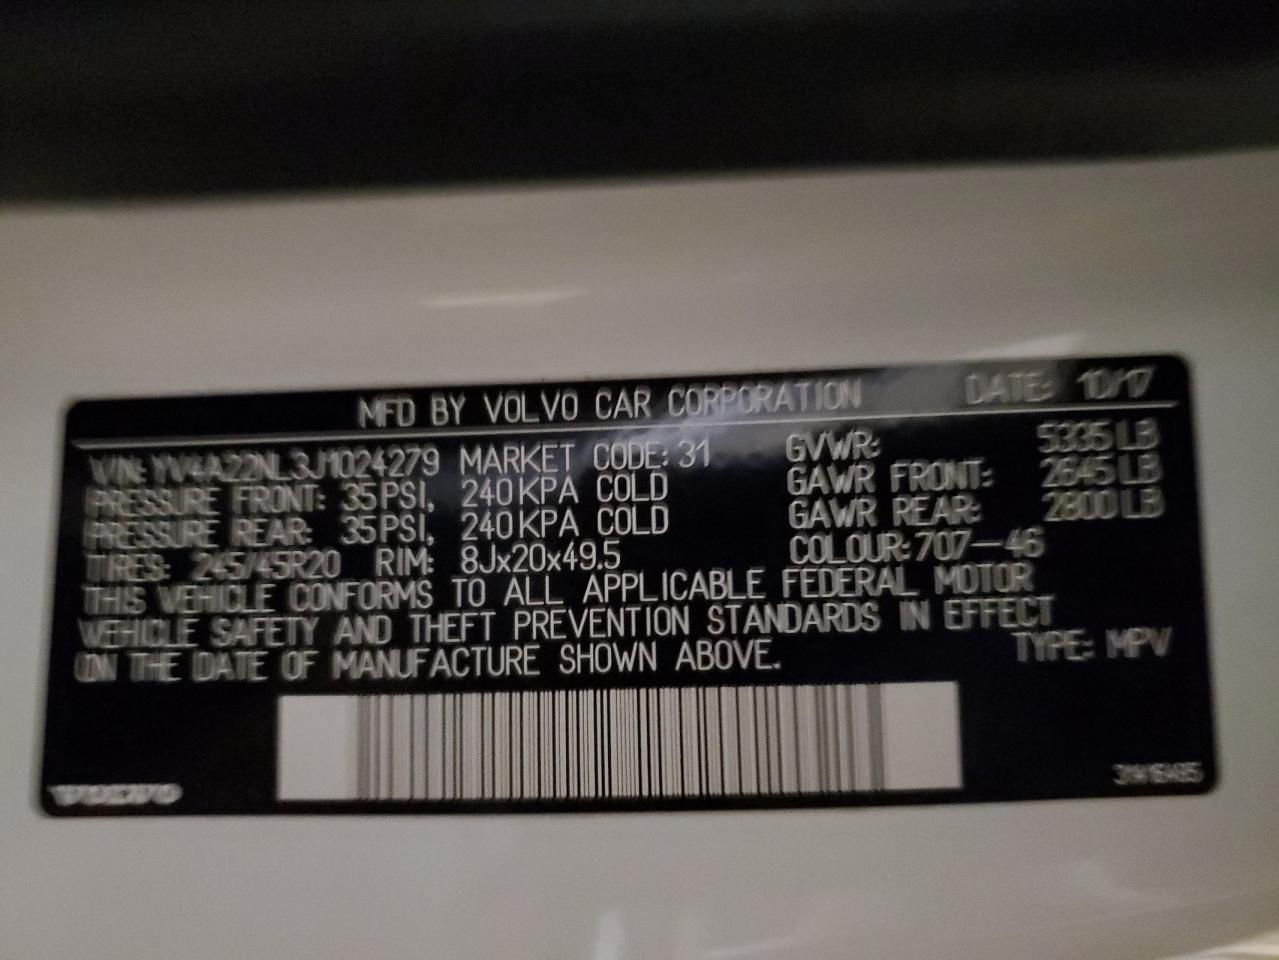 MFD BY VOLVO CAR CORPORATION DATE: 10/17
VIN: YV4A22NL3J1024279 MARKET CODE: 31 GVWR: 5335 LB
PRESSURE FRONT: 35 PSI, 240 KPA COLD GAWR FRONT: 2645 LB
PRESSURE REAR: 35 PSI, 240 KPA COLD GAWR REAR: 2800 LB
TIRES: 245/45R20 RIM: 8Jx20x49.5 COLOUR: 707-46
THIS VEHICLE CONFORMS TO ALL APPLICABLE FEDERAL MOTOR
VEHICLE SAFETY AND THEFT PREVENTION STANDARDS IN EFFECT
ON THE DATE OF MANUFACTURE SHOWN ABOVE. TYPE: MPV
VOLVO